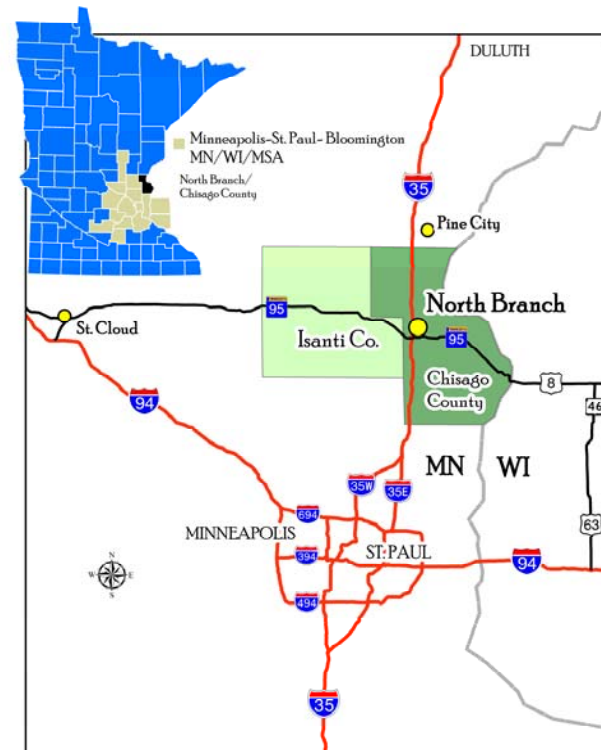 DULUTH
Minneapolis-St. Paul- Bloomington
MN/WI/MSA
North Branch/
Chisago County
35
Pine City
North Branch
95
St. Cloud
Isanti Co.
95
Chisago
County
8
46
94
35W
35E
MN
WI
694
MINNEAPOLIS
63
394
ST. PAUL
94
N
W
E
S
494
35